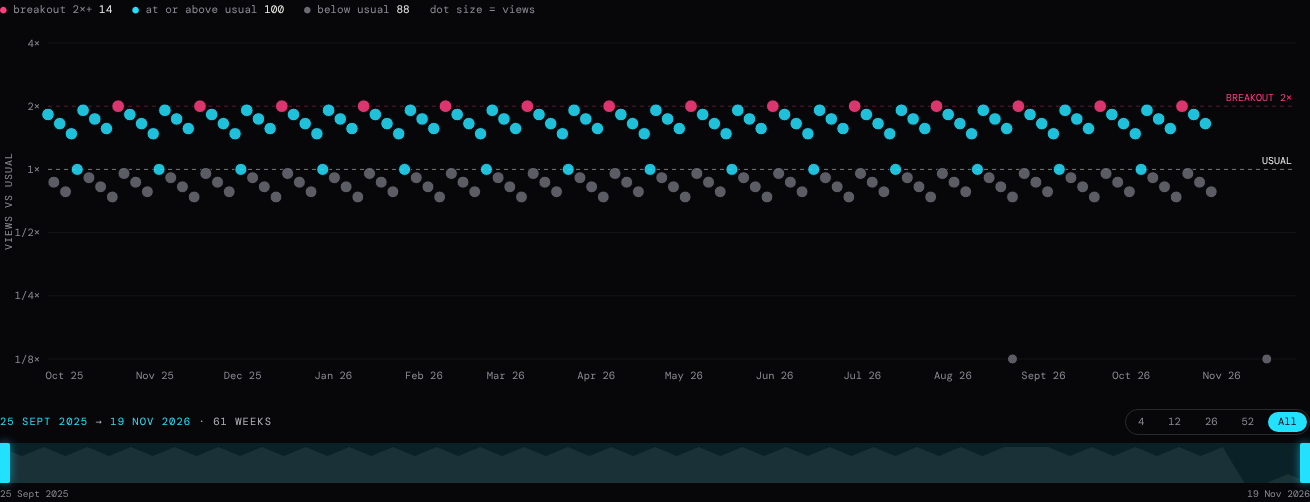 breakout 2×+ 14 at or above usual 100 below usual 88 dot size = views
4×
BREAKOUT 2×
2×
USUAL
1×
VIEWS VS USUAL
1/2×
1/4×
1/8×
Oct 25 Nov 25 Dec 25 Jan 26 Feb 26 Mar 26 Apr 26 May 26 Jun 26 Jul 26 Aug 26 Sept 26 Oct 26 Nov 26
25 SEPT 2025 → 19 NOV 2026 · 61 WEEKS 4 12 26 52 All
25 Sept 2025 19 Nov 2026